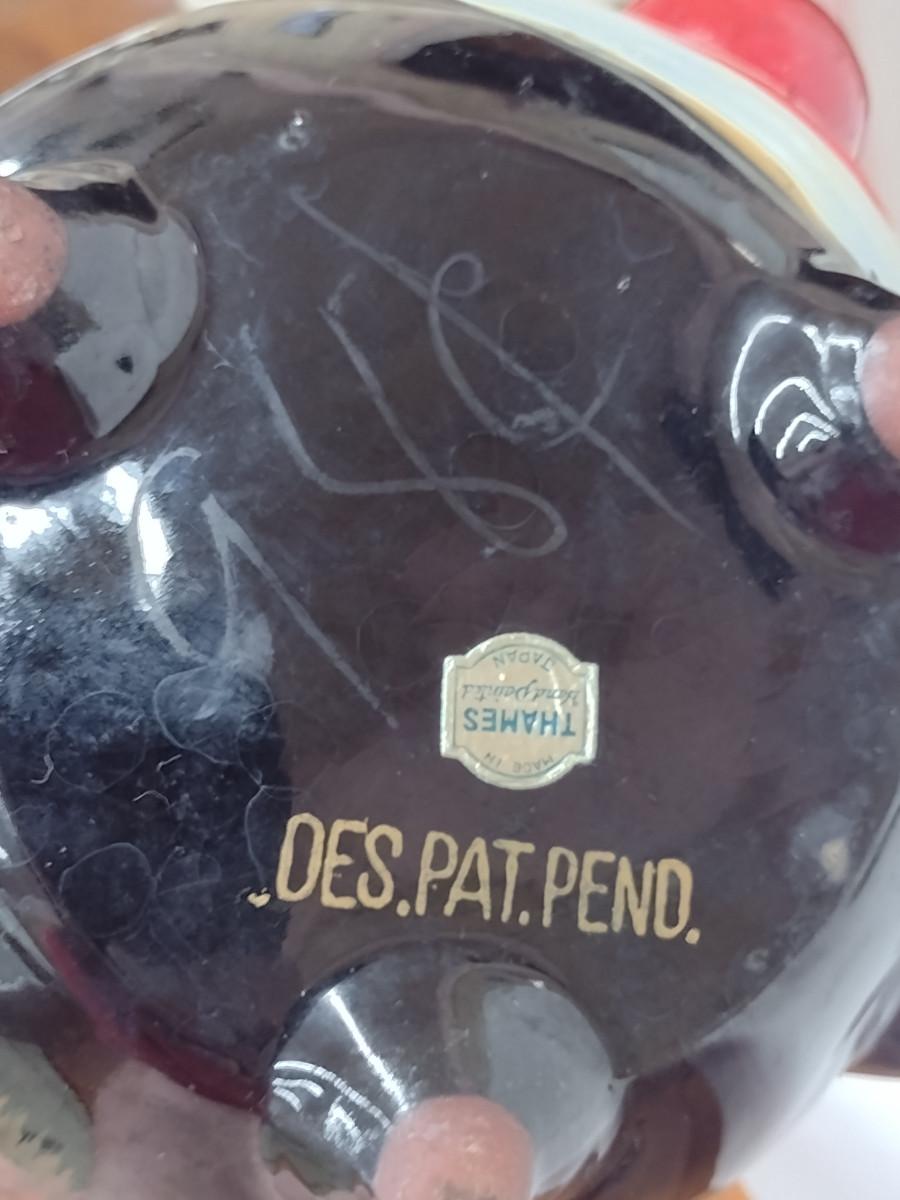 MADE IN
THAMES
Hand painted
JAPAN
DES.PAT.PEND.